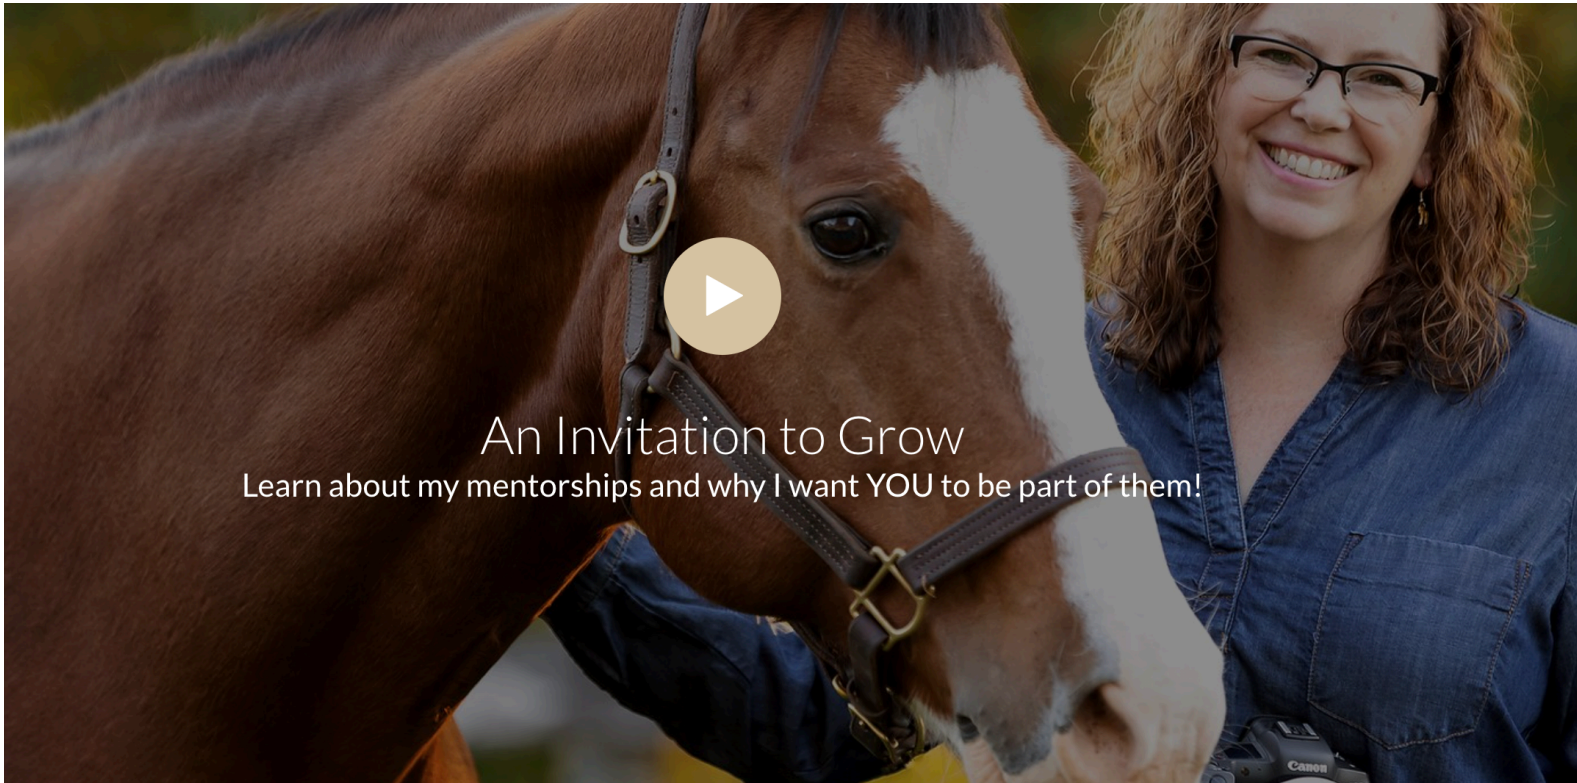 An Invitation to Grow
Learn about my mentorships and why I want YOU to be part of them!
Canon